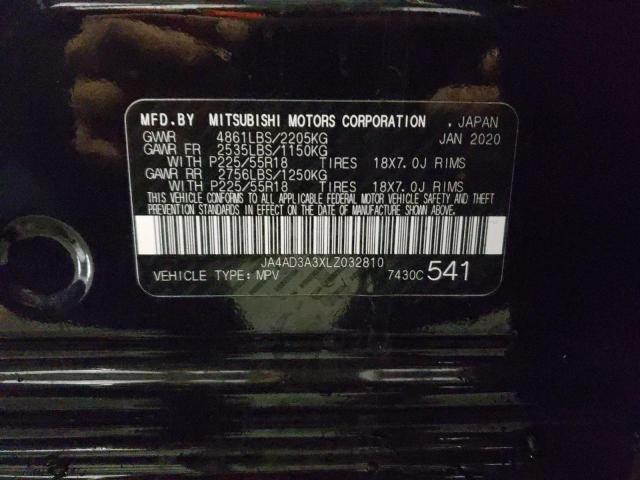 MFD.BY MITSUBISHI MOTORS CORPORATION , JAPAN
GVWR 4861LBS/2205KG JAN 2020
GAWR FR 2535LBS/1150KG
WITH P225/55R18 TIRES 18X7.0J RIMS
GAWR RR 2756LBS/1250KG
WITH P225/55R18 TIRES 18X7.0J RIMS
THIS VEHICLE CONFORMS TO ALL APPLICABLE FEDERAL MOTOR VEHICLE SAFETY AND THEFT
PREVENTION STANDARDS IN EFFECT ON THE DATE OF MANUFACTURE SHOWN ABOVE.
JA4AD3A3XLZ032810
VEHICLE TYPE: MPV 7430C 541